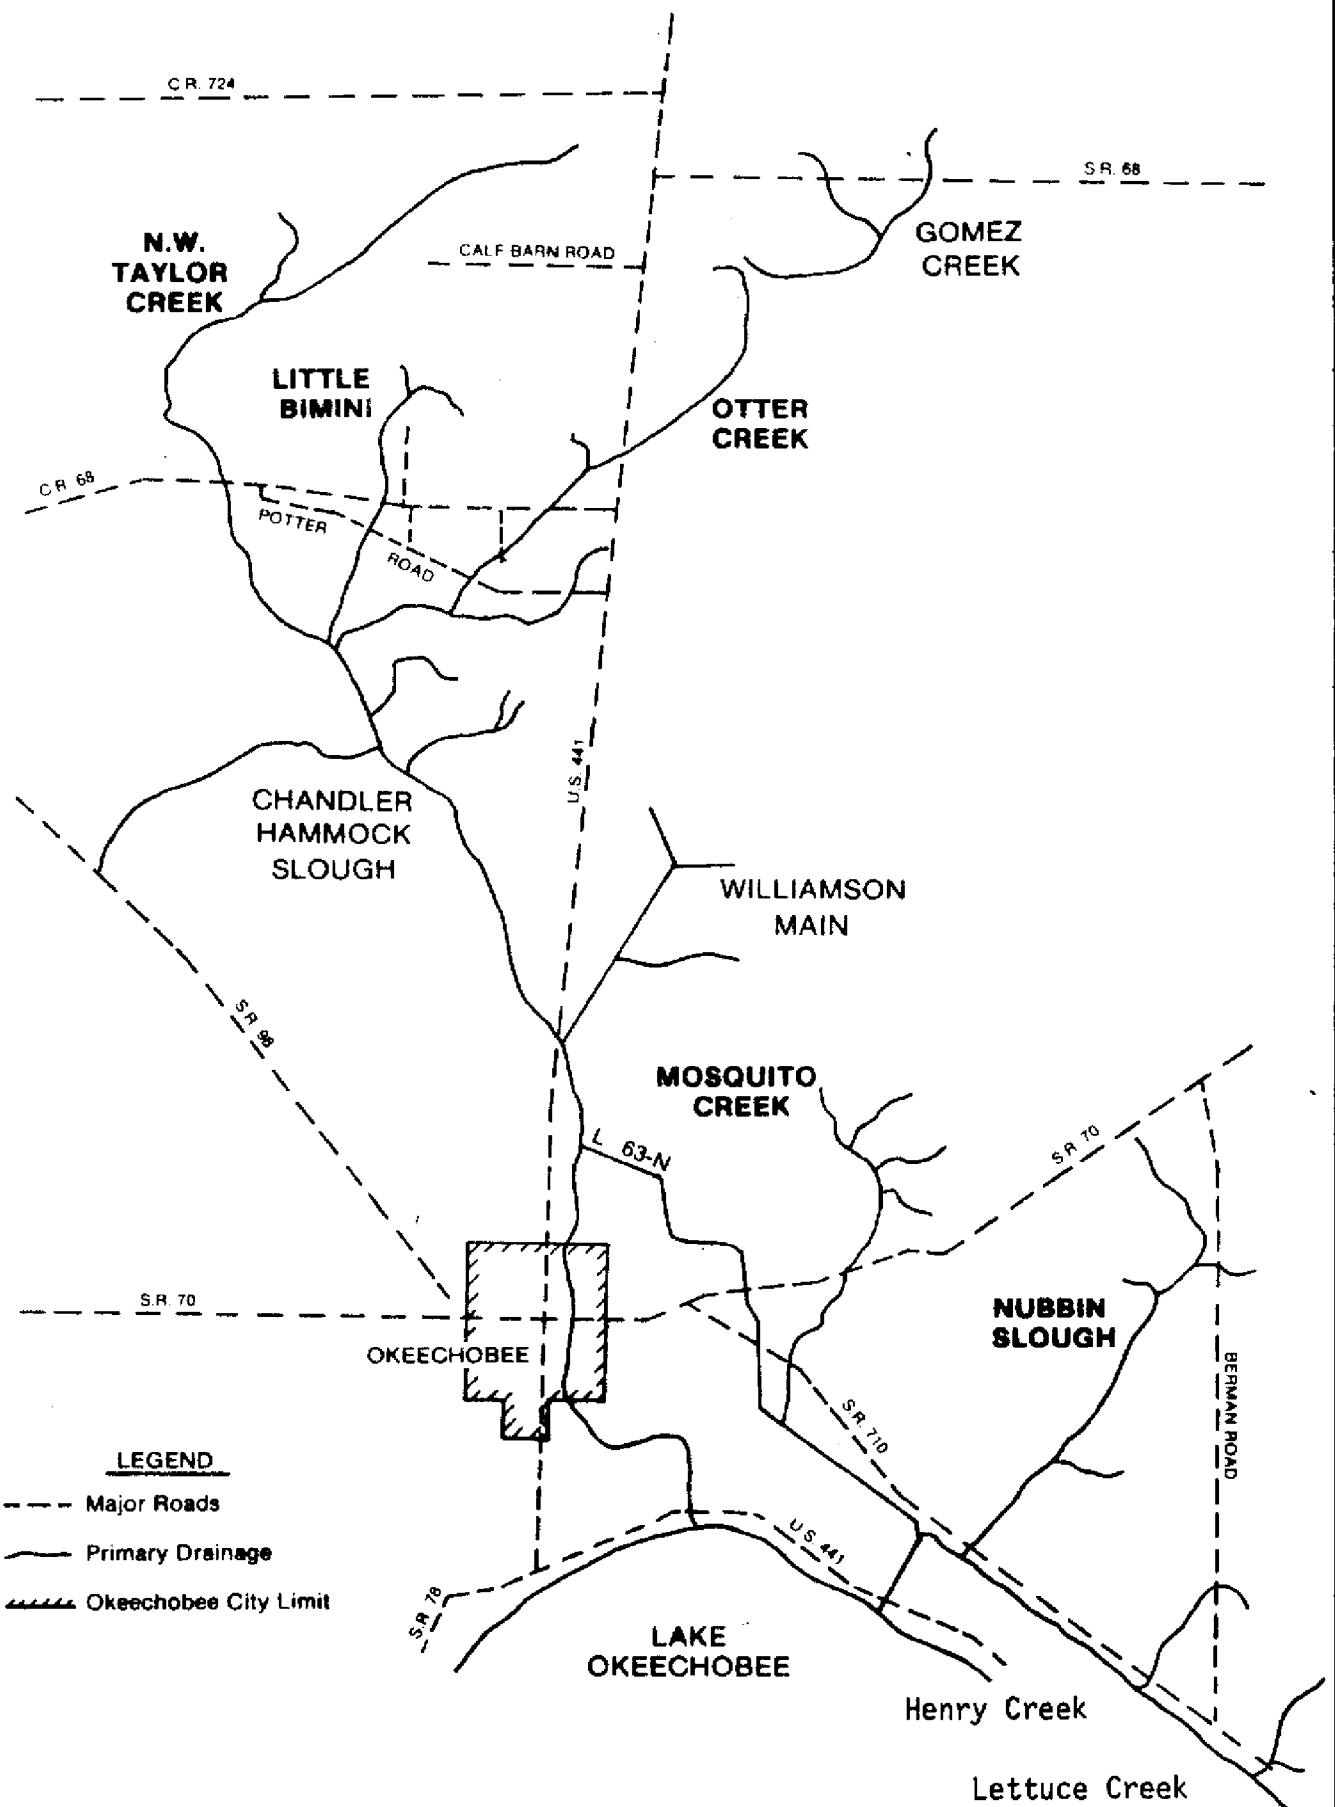 C.R. 724
S.R. 68
N.W.
TAYLOR
CREEK
CALF BARN ROAD
GOMEZ
CREEK
LITTLE
BIMINI
OTTER
CREEK
C.R. 68
POTTER
ROAD
U.S. 441
CHANDLER
HAMMOCK
SLOUGH
WILLIAMSON
MAIN
S.R. 98
MOSQUITO
CREEK
L 63-N
S.R. 70
S.R. 70
NUBBIN
SLOUGH
OKEECHOBEE
BERMAN ROAD
S.R. 710
LEGEND
Major Roads
Primary Drainage
Okeechobee City Limit
U.S. 441
S.R. 78
LAKE
OKEECHOBEE
Henry Creek
Lettuce Creek